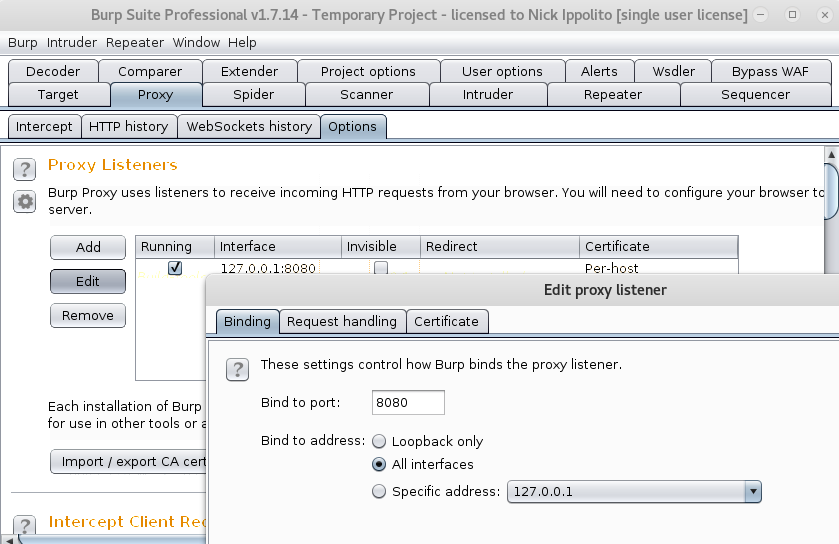 Burp Suite Professional v1.7.14 - Temporary Project - licensed to Nick Ippolito [single user license]
Burp Intruder Repeater Window Help
Decoder Comparer Extender Project options User options Alerts Wsdler Bypass WAF
Target Proxy Spider Scanner Intruder Repeater Sequencer
Intercept HTTP history WebSockets history Options
? Proxy Listeners
Burp Proxy uses listeners to receive incoming HTTP requests from your browser. You will need to configure your browser to
server.
Add Running Interface Invisible Redirect Certificate
127.0.0.1:8080 Per-host
Edit
Edit proxy listener
Remove
Binding Request handling Certificate
? These settings control how Burp binds the proxy listener.
Bind to port: 8080
Each installation of Burp
for use in other tools or a
Bind to address: Loopback only
Import / export CA cert
All interfaces
Specific address: 127.0.0.1
? Intercept Client Rec